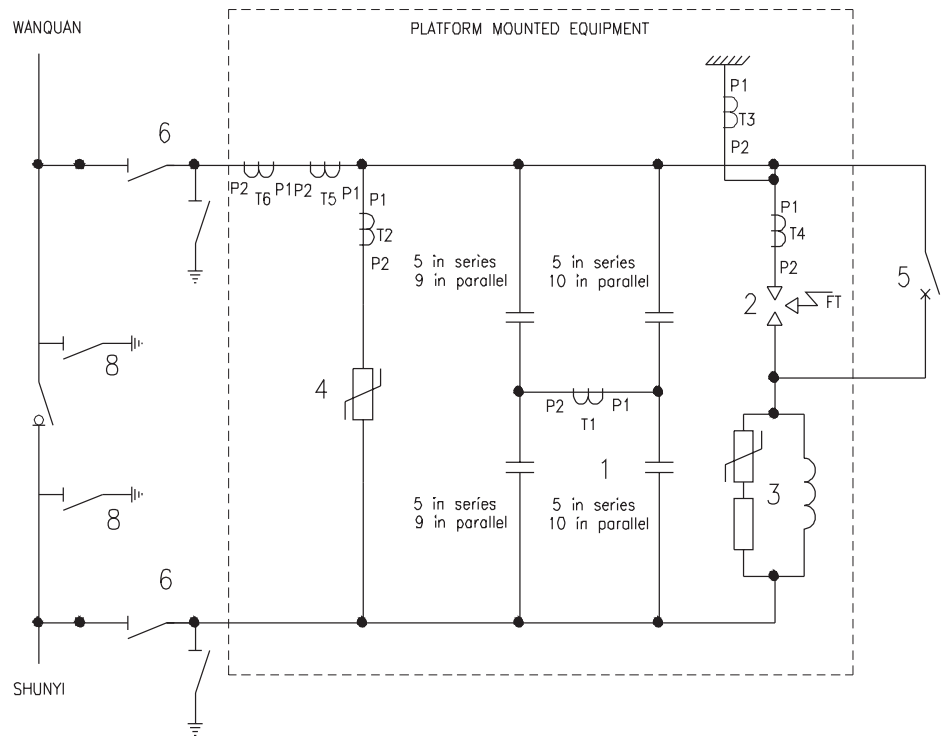 WANQUAN
PLATFORM MOUNTED EQUIPMENT
P1
T3
P2
6
P2 T6 P1 P2 T5 P1
P1
T2
P2
P1
T4
P2
5 in series
9 in parallel
5 in series
10 in parallel
2
FT
5
8
4
P2 T1 P1
1
3
8
5 in series
9 in parallel
5 in series
10 in parallel
6
SHUNYI